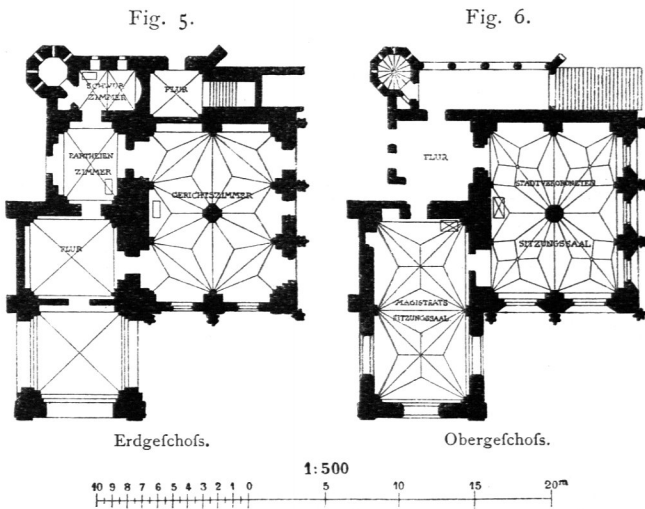 Fig. 5.
Fig. 6.
SCHWUR
ZIMMER
FLUR
PARTHEIEN
ZIMMER
GERICHTSZIMMER
FLUR
FLUR
STADTVERORDNETEN
SITZUNGSSAAL
MAGISTRATS
SITZUNGSSAAL
Erdgeſchoſs.
Obergeſchoſs.
1:500
10 9 8 7 6 5 4 3 2 1 0 5 10 15 20m